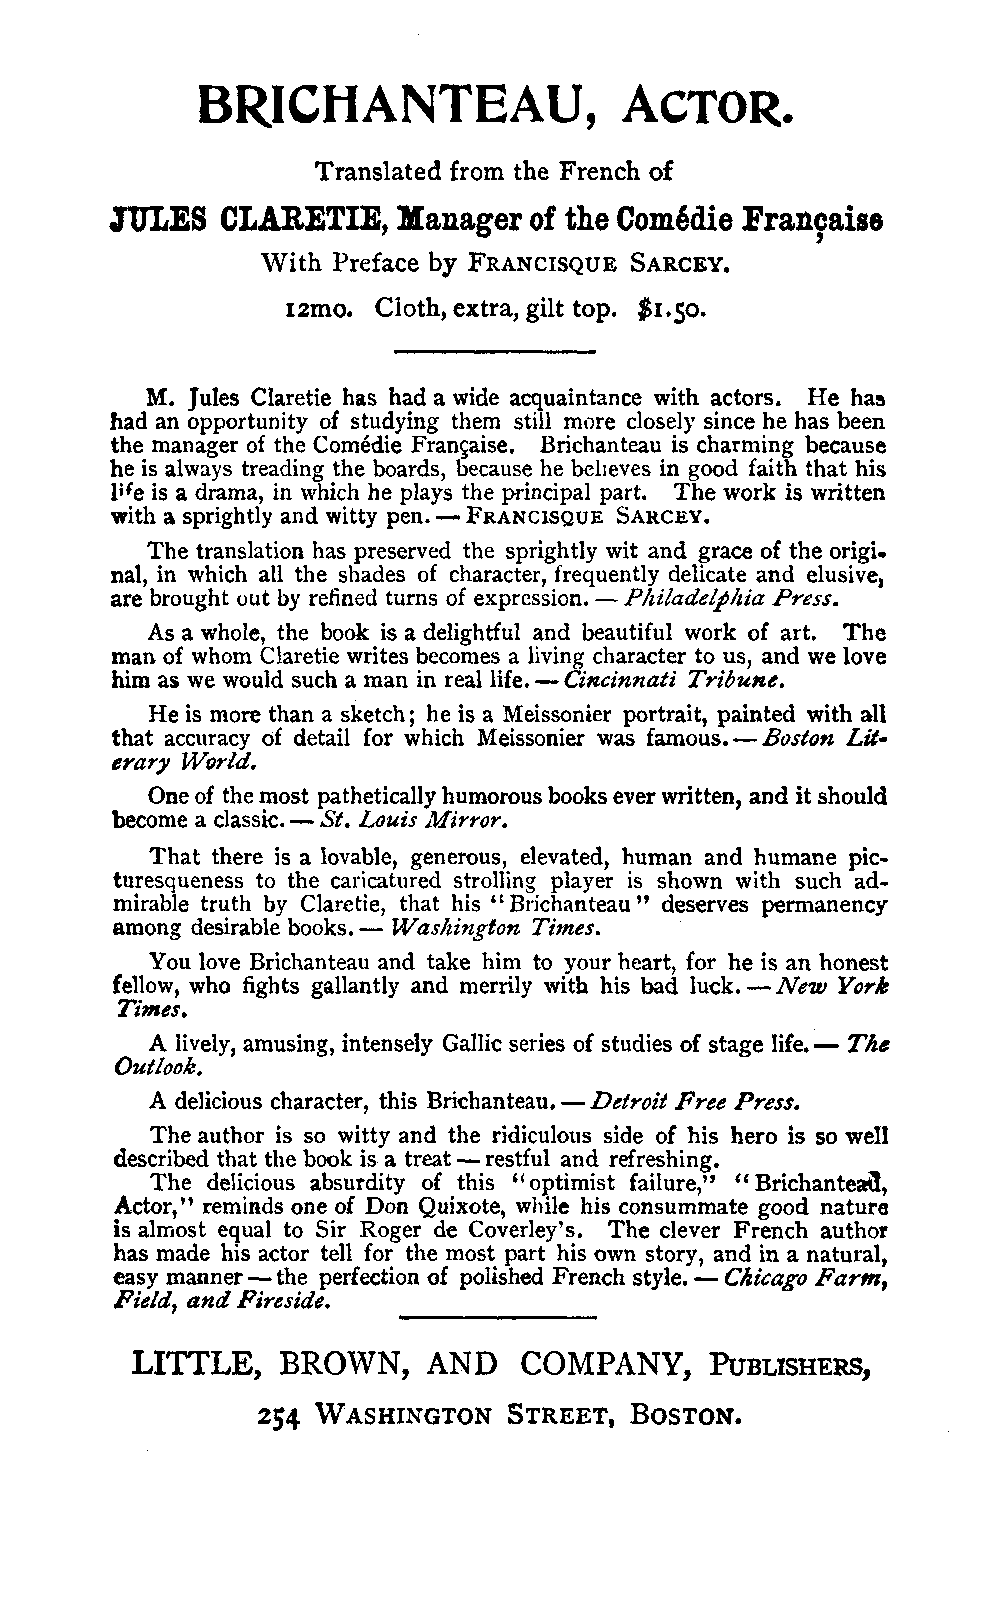 BRICHANTEAU, ACTOR.
Translated from the French of
JULES CLARETIE, Manager of the Comédie Française
With Preface by FRANCISQUE SARCEY.
12mo. Cloth, extra, gilt top. $1.50.
M. Jules Claretie has had a wide acquaintance with actors. He has
had an opportunity of studying them still more closely since he has been
the manager of the Comédie Française. Brichanteau is charming because
he is always treading the boards, because he believes in good faith that his
life is a drama, in which he plays the principal part. The work is written
with a sprightly and witty pen. — FRANCISQUE SARCEY.
The translation has preserved the sprightly wit and grace of the origi-
nal, in which all the shades of character, frequently delicate and elusive,
are brought out by refined turns of expression. — Philadelphia Press.
As a whole, the book is a delightful and beautiful work of art. The
man of whom Claretie writes becomes a living character to us, and we love
him as we would such a man in real life. — Cincinnati Tribune.
He is more than a sketch; he is a Meissonier portrait, painted with all
that accuracy of detail for which Meissonier was famous. — Boston Lit-
erary World.
One of the most pathetically humorous books ever written, and it should
become a classic. — St. Louis Mirror.
That there is a lovable, generous, elevated, human and humane pic-
turesqueness to the caricatured strolling player is shown with such ad-
mirable truth by Claretie, that his "Brichanteau" deserves permanency
among desirable books. — Washington Times.
You love Brichanteau and take him to your heart, for he is an honest
fellow, who fights gallantly and merrily with his bad luck. — New York
Times.
A lively, amusing, intensely Gallic series of studies of stage life. — The
Outlook.
A delicious character, this Brichanteau. — Detroit Free Press.
The author is so witty and the ridiculous side of his hero is so well
described that the book is a treat — restful and refreshing.
The delicious absurdity of this "optimist failure," "Brichanteau,
Actor," reminds one of Don Quixote, while his consummate good nature
is almost equal to Sir Roger de Coverley's. The clever French author
has made his actor tell for the most part his own story, and in a natural,
easy manner — the perfection of polished French style. — Chicago Farm,
Field, and Fireside.
LITTLE, BROWN, AND COMPANY, PUBLISHERS,
254 WASHINGTON STREET, BOSTON.